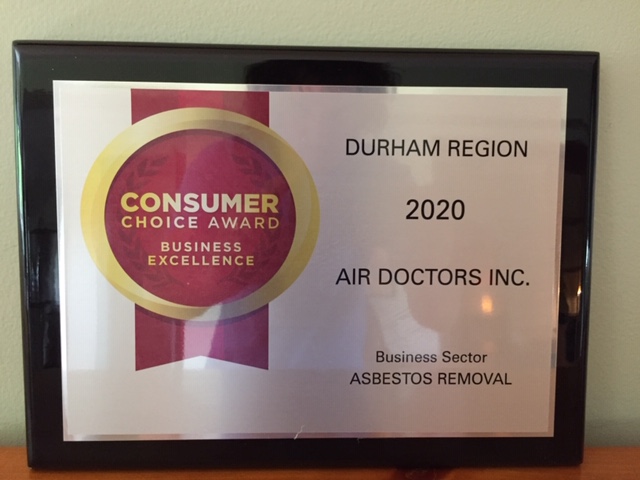 CONSUMER
CHOICE AWARD
BUSINESS
EXCELLENCE
DURHAM REGION
2020
AIR DOCTORS INC.
Business Sector
ASBESTOS REMOVAL